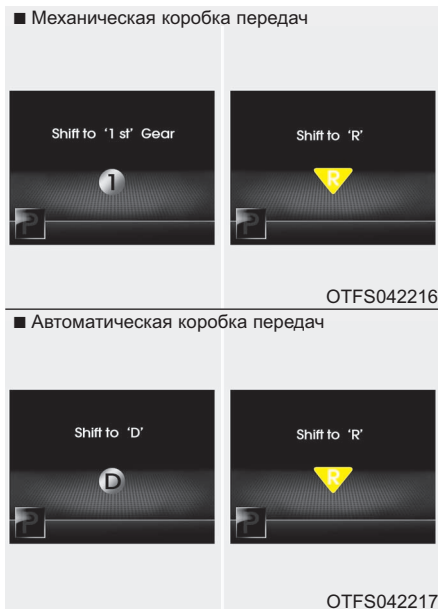 ■ Механическая коробка передач
Shift to ‘1 st’ Gear
1
P
Shift to ‘R’
R
P
OTFS042216
■ Автоматическая коробка передач
Shift to ‘D’
D
P
Shift to ‘R’
R
P
OTFS042217